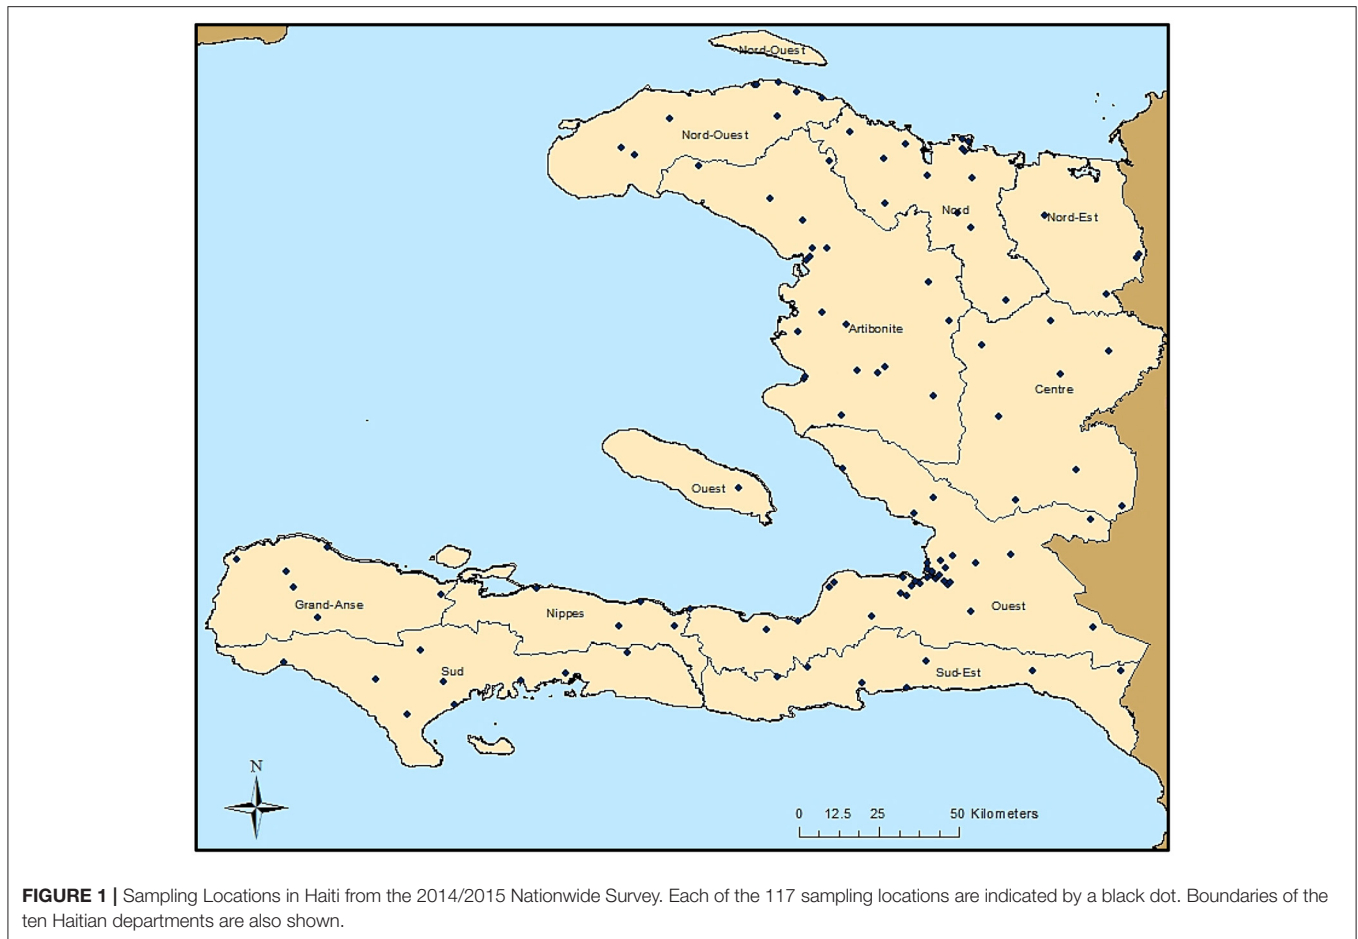 Nord-Ouest
Nord-Ouest
Nord
Nord-Est
Artibonite
Centre
Ouest
Grand-Anse
Nippes
Ouest
Sud
Sud-Est
N
0 12.5 25 50 Kilometers
FIGURE 1 | Sampling Locations in Haiti from the 2014/2015 Nationwide Survey. Each of the 117 sampling locations are indicated by a black dot. Boundaries of the
ten Haitian departments are also shown.